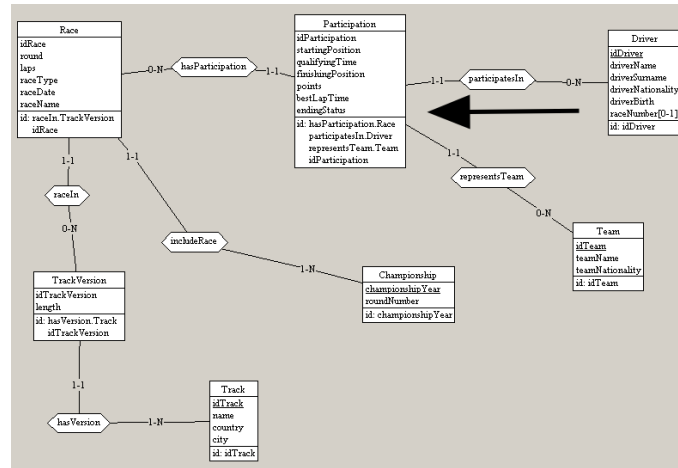 Race
idRace
round
laps
raceType
raceDate
raceName
id: raceIn.TrackVersion
idRace
0-N
hasParticipation
1-1
Participation
idParticipation
startingPosition
qualifyingTime
finishingPosition
points
bestLapTime
endingStatus
id: hasParticipation.Race
participatesIn.Driver
representsTeam.Team
idParticipation
1-1
participatesIn
0-N
Driver
idDriver
driverName
driverSurname
driverNationality
driverBirth
raceNumber[0-1]
id: idDriver
1-1
representsTeam
0-N
Team
idTeam
teamName
teamNationality
id: idTeam
1-1
raceIn
0-N
1-1
includeRace
1-N
Championship
championshipYear
roundNumber
id: championshipYear
TrackVersion
idTrackVersion
length
id: hasVersion.Track
idTrackVersion
1-1
hasVersion
1-N
Track
idTrack
name
country
city
id: idTrack